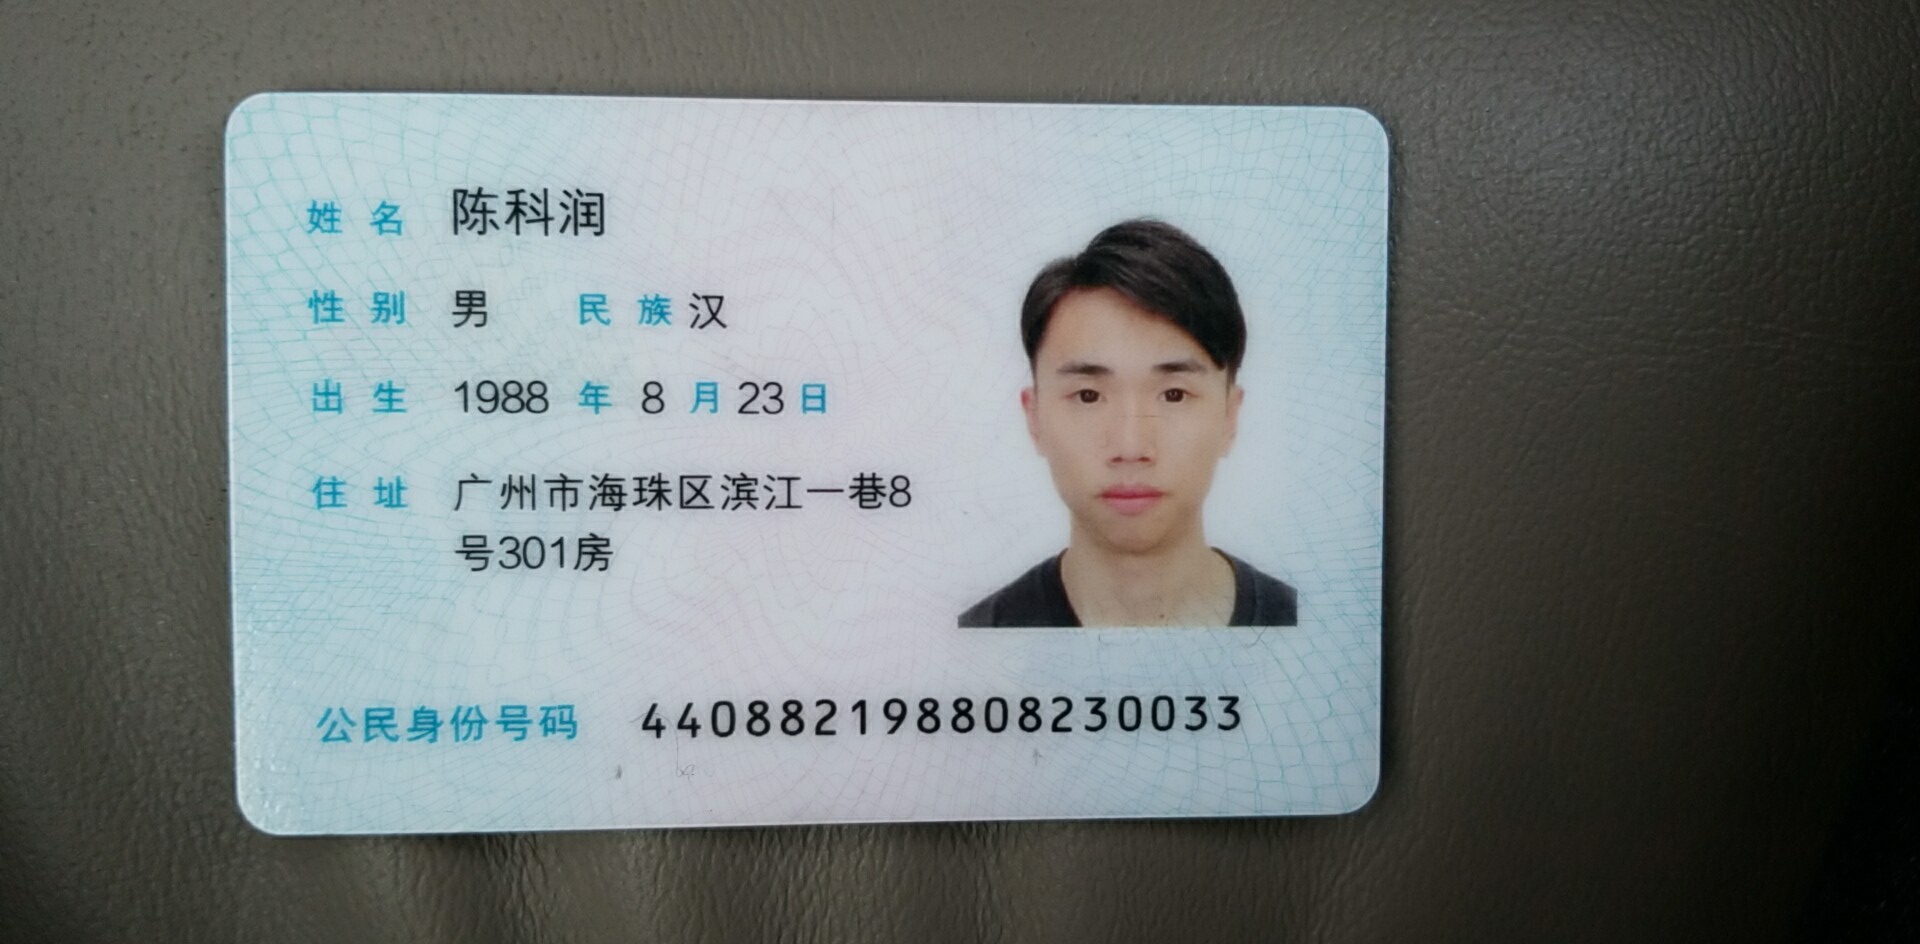 姓名 陈科润
性别 男 民族 汉
出生 1988 年 8 月 23 日
住址 广州市海珠区滨江一巷8
号301房
公民身份号码 440882198808230033